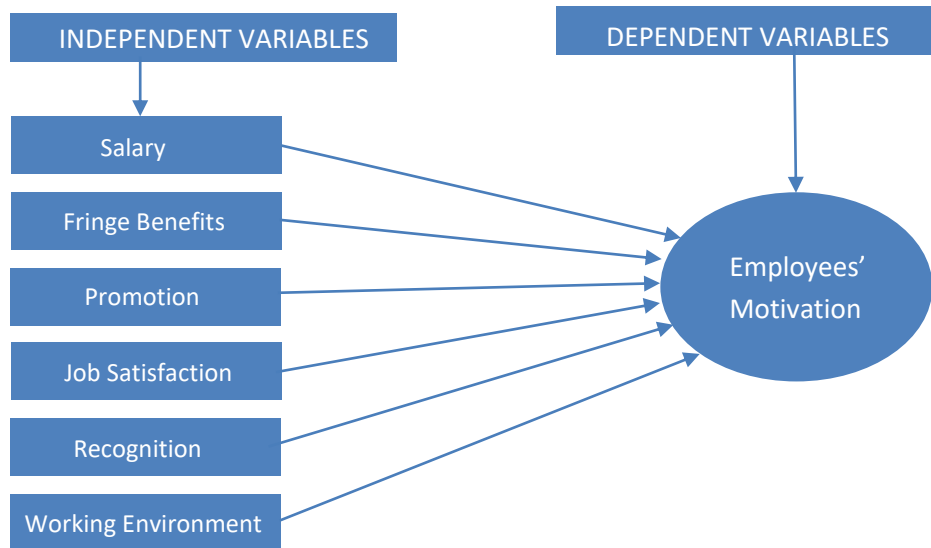 INDEPENDENT VARIABLES
DEPENDENT VARIABLES
Salary
Fringe Benefits
Promotion
Job Satisfaction
Recognition
Working Environment
Employees’
Motivation